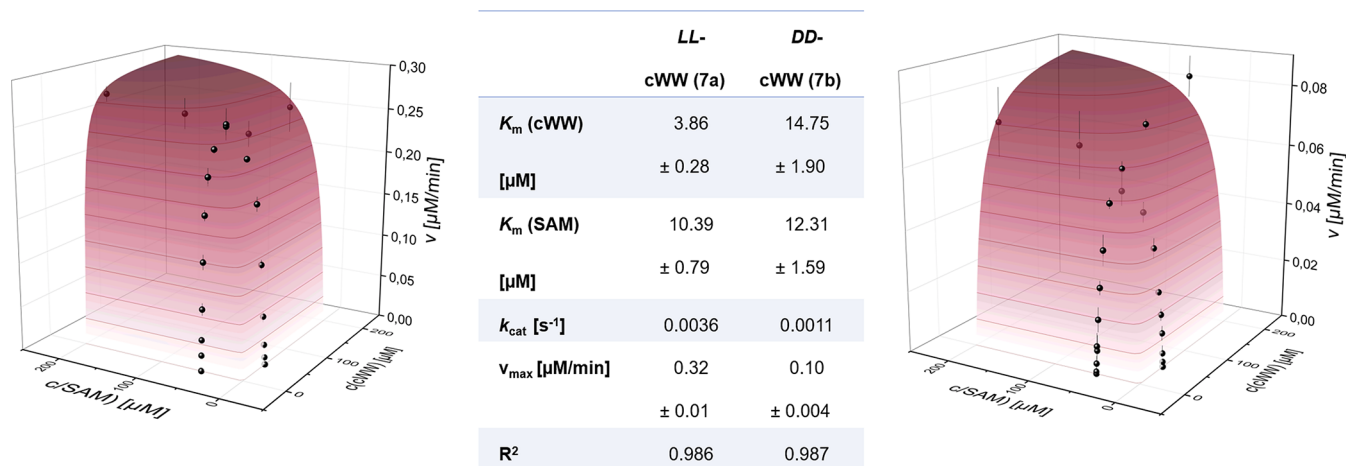 0,30
0,25
0,20
0,15
0,10
0,05
0,00
v [µM/min]
200
100
0
c(cWW) [µM]
200
100
0
c/SAM) [µM]
LL- DD-
cWW (7a) cWW (7b)
Km (cWW) 3.86 14.75
± 0.28 ± 1.90
[µM]
Km (SAM) 10.39 12.31
± 0.79 ± 1.59
[µM]
kcat [s-1] 0.0036 0.0011
vmax [µM/min] 0.32 0.10
± 0.01 ± 0.004
R2 0.986 0.987
0,08
0,06
0,04
0,02
0,00
v [µM/min]
200
100
0
c(cWW) [µM]
200
100
0
c/SAM) [µM]